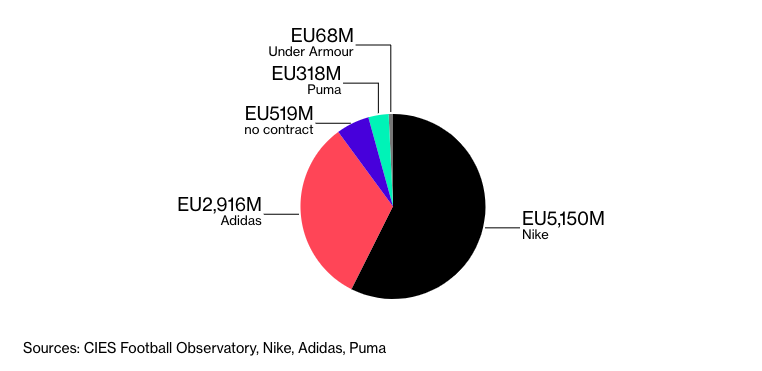 EU68M
Under Armour
EU318M
Puma
EU519M
no contract
EU2,916M
Adidas
EU5,150M
Nike
Sources: CIES Football Observatory, Nike, Adidas, Puma